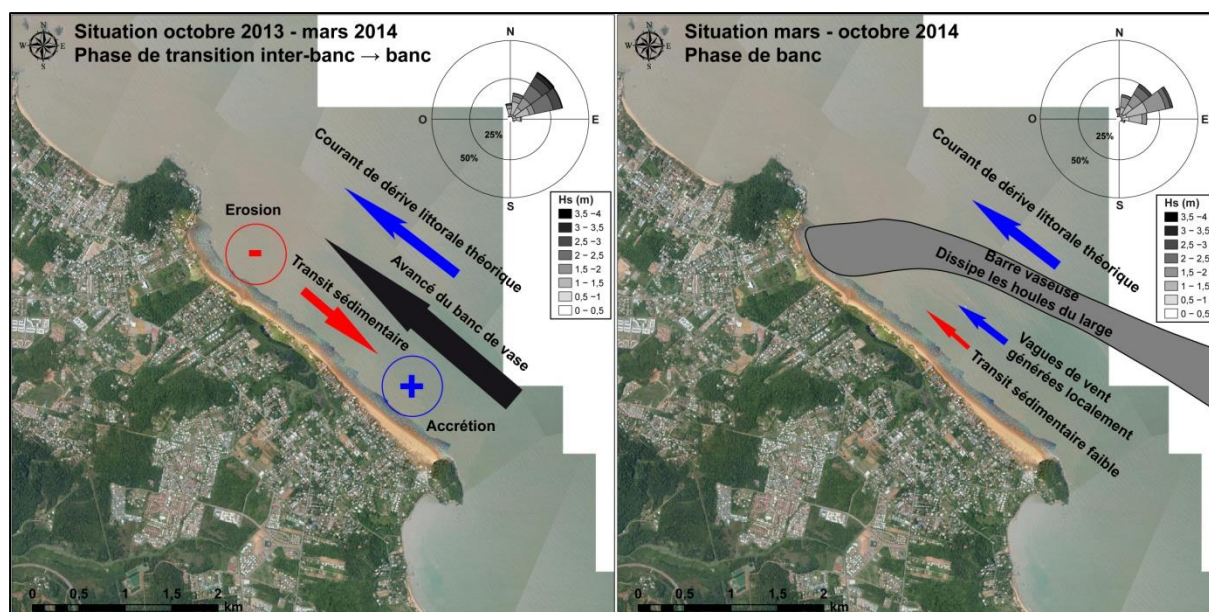 Situation octobre 2013 - mars 2014
Phase de transition inter-banc → banc
N
W
E
S
N
O
E
S
25%
50%
Hs (m)
3,5 −4
3 − 3,5
2,5 −3
2 − 2,5
1,5 −2
1 − 1,5
0,5 −1
0 − 0,5
Courant de dérive littorale théorique
Erosion
-
Avancé du banc de vase
Transit sédimentaire
+
Accrétion
0
0,5
1
1,5
2
km
Situation mars - octobre 2014
Phase de banc
N
W
E
S
N
O
E
S
25%
50%
Hs (m)
3,5 −4
3 − 3,5
2,5 −3
2 − 2,5
1,5 −2
1 − 1,5
0,5 −1
0 − 0,5
Courant de dérive littorale théorique
Barre vaseuse
Dissipe les houles du large
Vagues de vent
générées localement
Transit sédimentaire faible
0
0,5
1
1,5
2
km